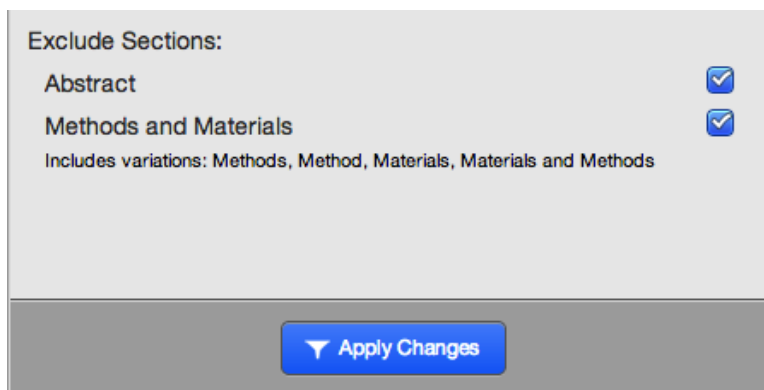 Exclude Sections:
Abstract
Methods and Materials
Includes variations: Methods, Method, Materials, Materials and Methods
Apply Changes